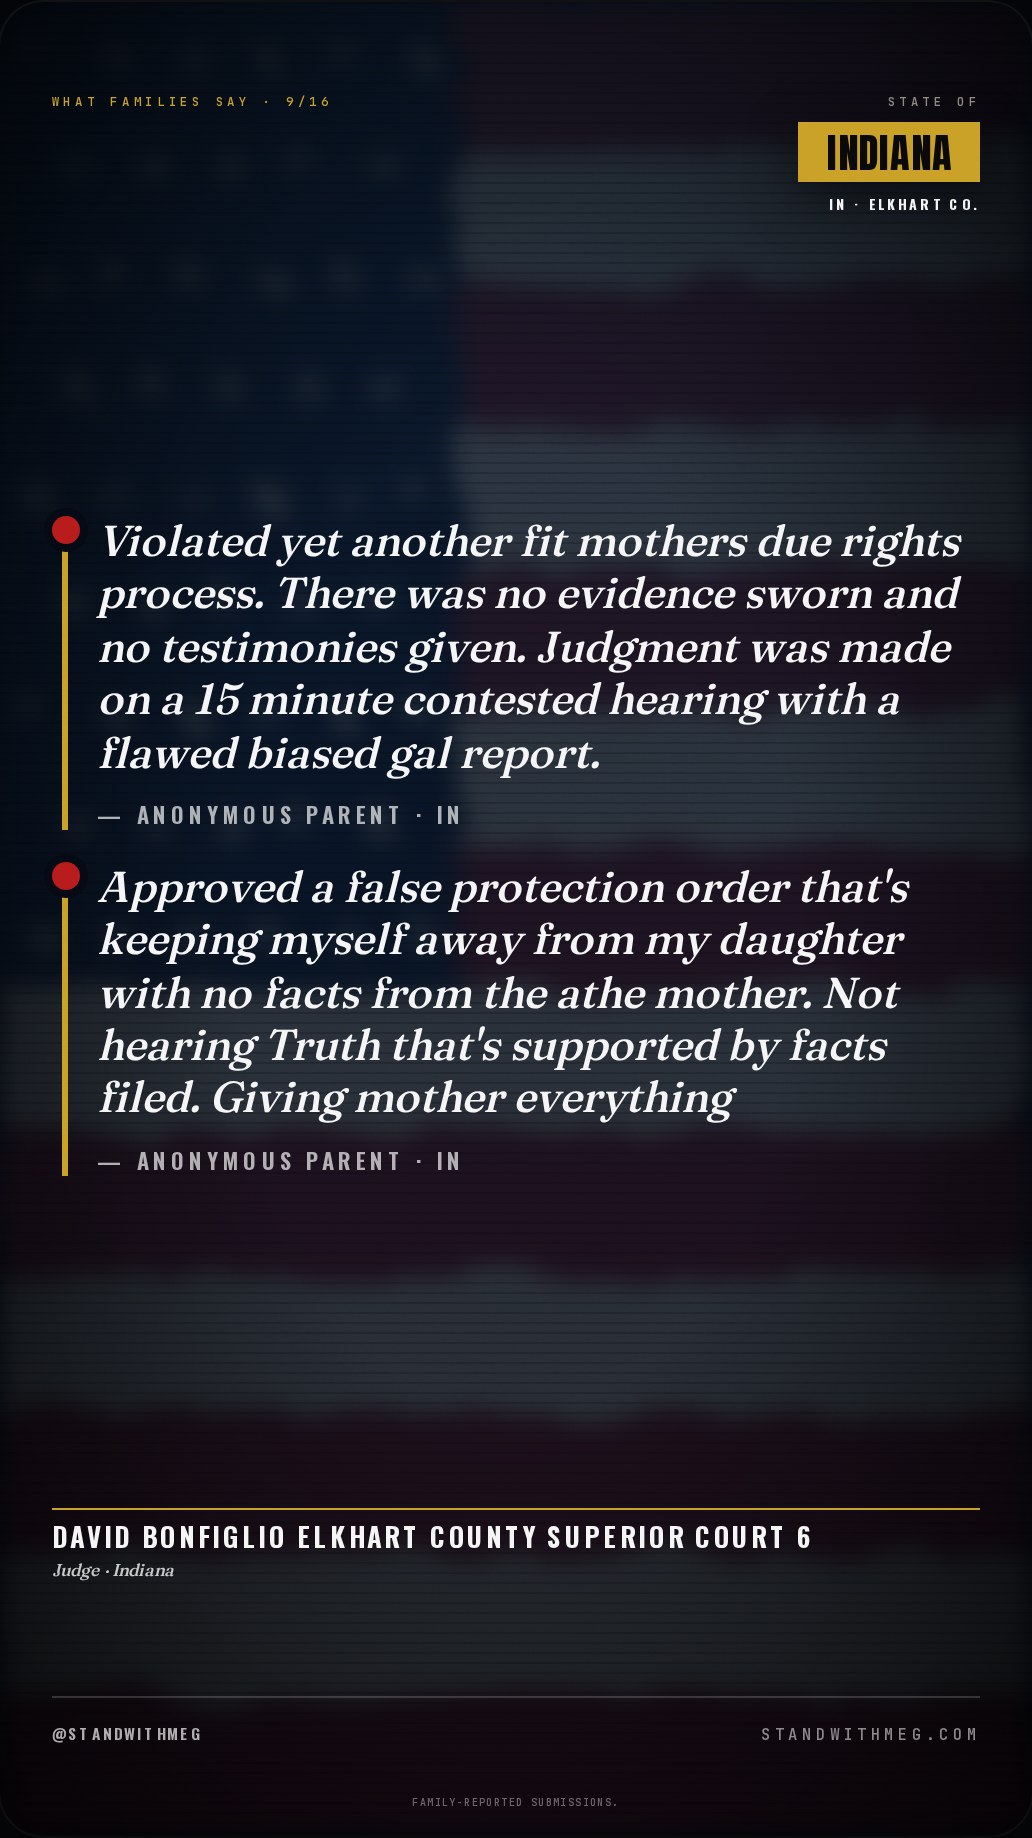 WHAT FAMILIES SAY · 9/16
STATE OF
INDIANA
IN · ELKHART CO.
Violated yet another fit mothers due rights
process. There was no evidence sworn and
no testimonies given. Judgment was made
on a 15 minute contested hearing with a
flawed biased gal report.
— ANONYMOUS PARENT · IN
Approved a false protection order that's
keeping myself away from my daughter
with no facts from the athe mother. Not
hearing Truth that's supported by facts
filed. Giving mother everything
— ANONYMOUS PARENT · IN
DAVID BONFIGLIO ELKHART COUNTY SUPERIOR COURT 6
Judge · Indiana
@STANDWITHMEG
STANDWITHMEG.COM
FAMILY-REPORTED SUBMISSIONS.